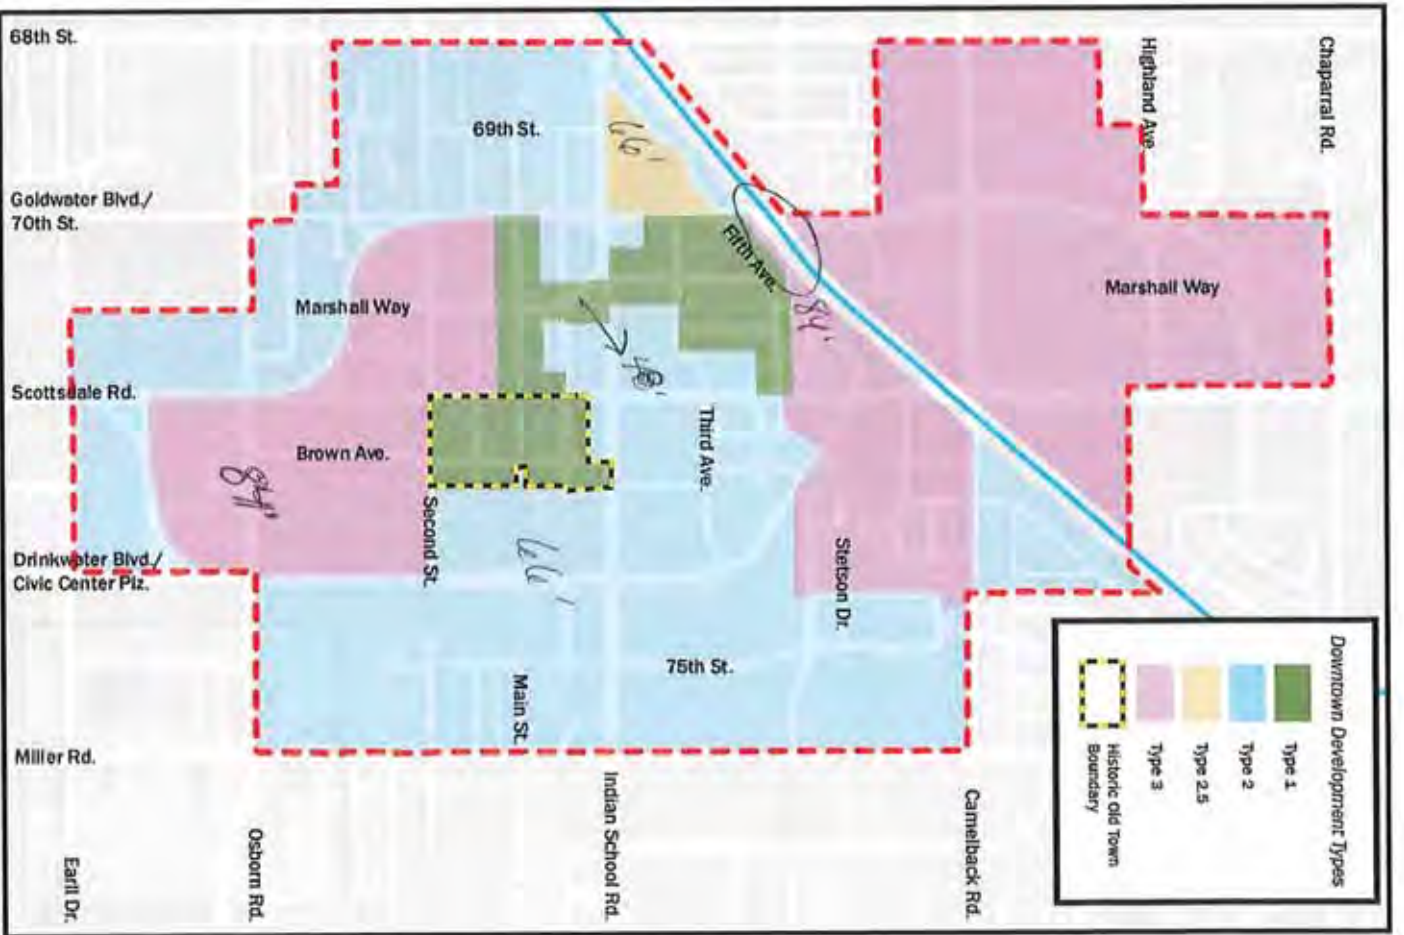 68th St.
Highland Ave.
Chaparral Rd.
69th St.
66'
Goldwater Blvd./
70th St.
Fifth Ave.
Marshall Way
Marshall Way
84'
48'
Scottsdale Rd.
Third Ave.
Brown Ave.
84'
Second St.
66'
Stetson Dr.
Drinkwater Blvd./
Civic Center Plz.
75th St.
Main St.
Miller Rd.
Indian School Rd.
Camelback Rd.
Osborn Rd.
Earll Dr.
Downtown Development Types
Type 1
Type 2
Type 2.5
Type 3
Historic Old Town
Boundary